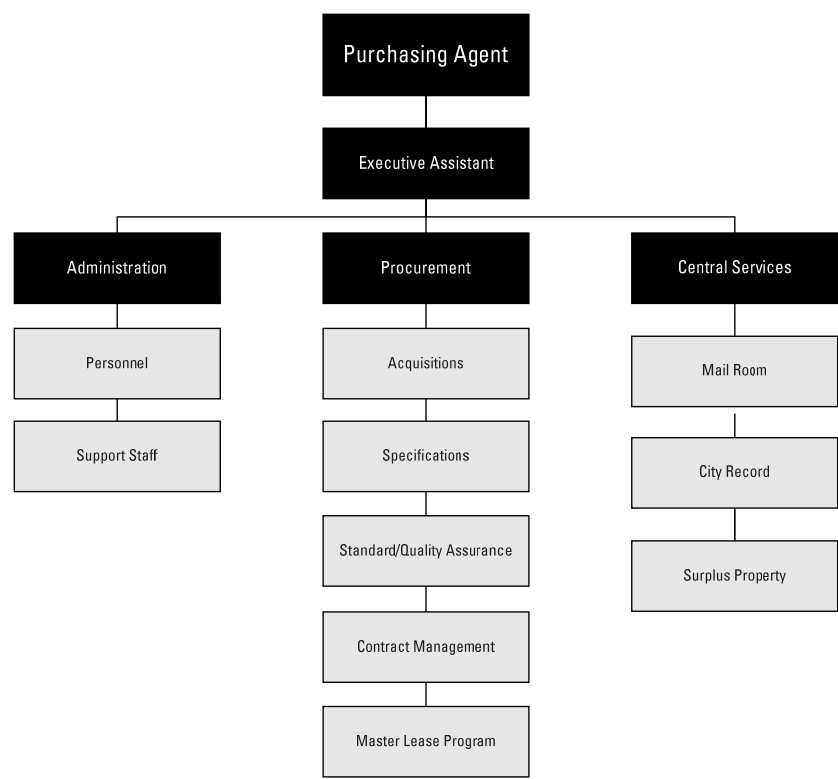 Purchasing Agent
Executive Assistant
Administration
Procurement
Central Services
Personnel
Acquisitions
Mail Room
Support Staff
Specifications
City Record
Standard/Quality Assurance
Surplus Property
Contract Management
Master Lease Program